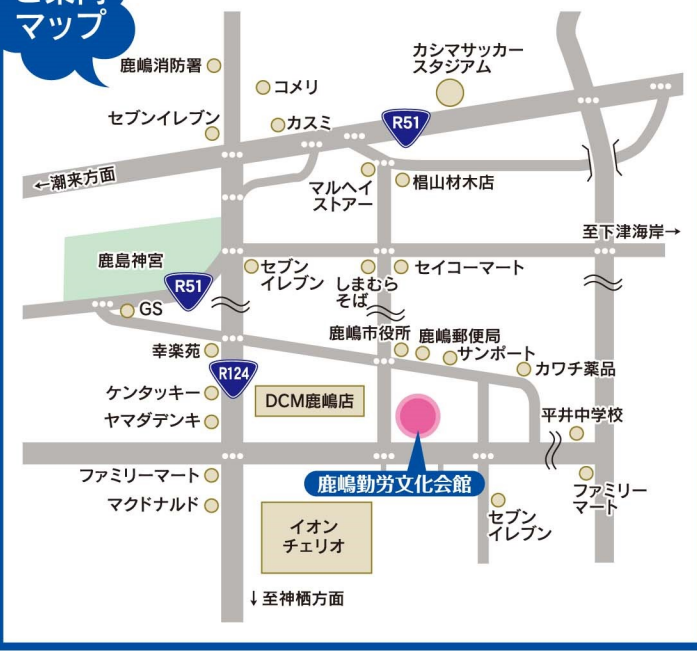 ご案内
マップ
鹿嶋消防署
コメリ
カシマサッカー
スタジアム
セブンイレブン
カスミ
R51
←潮来方面
マルヘイ
ストアー
椙山材木店
至下津海岸→
鹿島神宮
セブン
イレブン
しまむら
そば
セイコーマート
R51
GS
鹿嶋市役所
鹿嶋郵便局
サンポート
カワチ薬品
幸楽苑
R124
ケンタッキー
DCM鹿嶋店
ヤマダデンキ
平井中学校
ファミリーマート
鹿嶋勤労文化会館
マクドナルド
ファミリー
マート
セブン
イレブン
イオン
チェリオ
↓至神栖方面